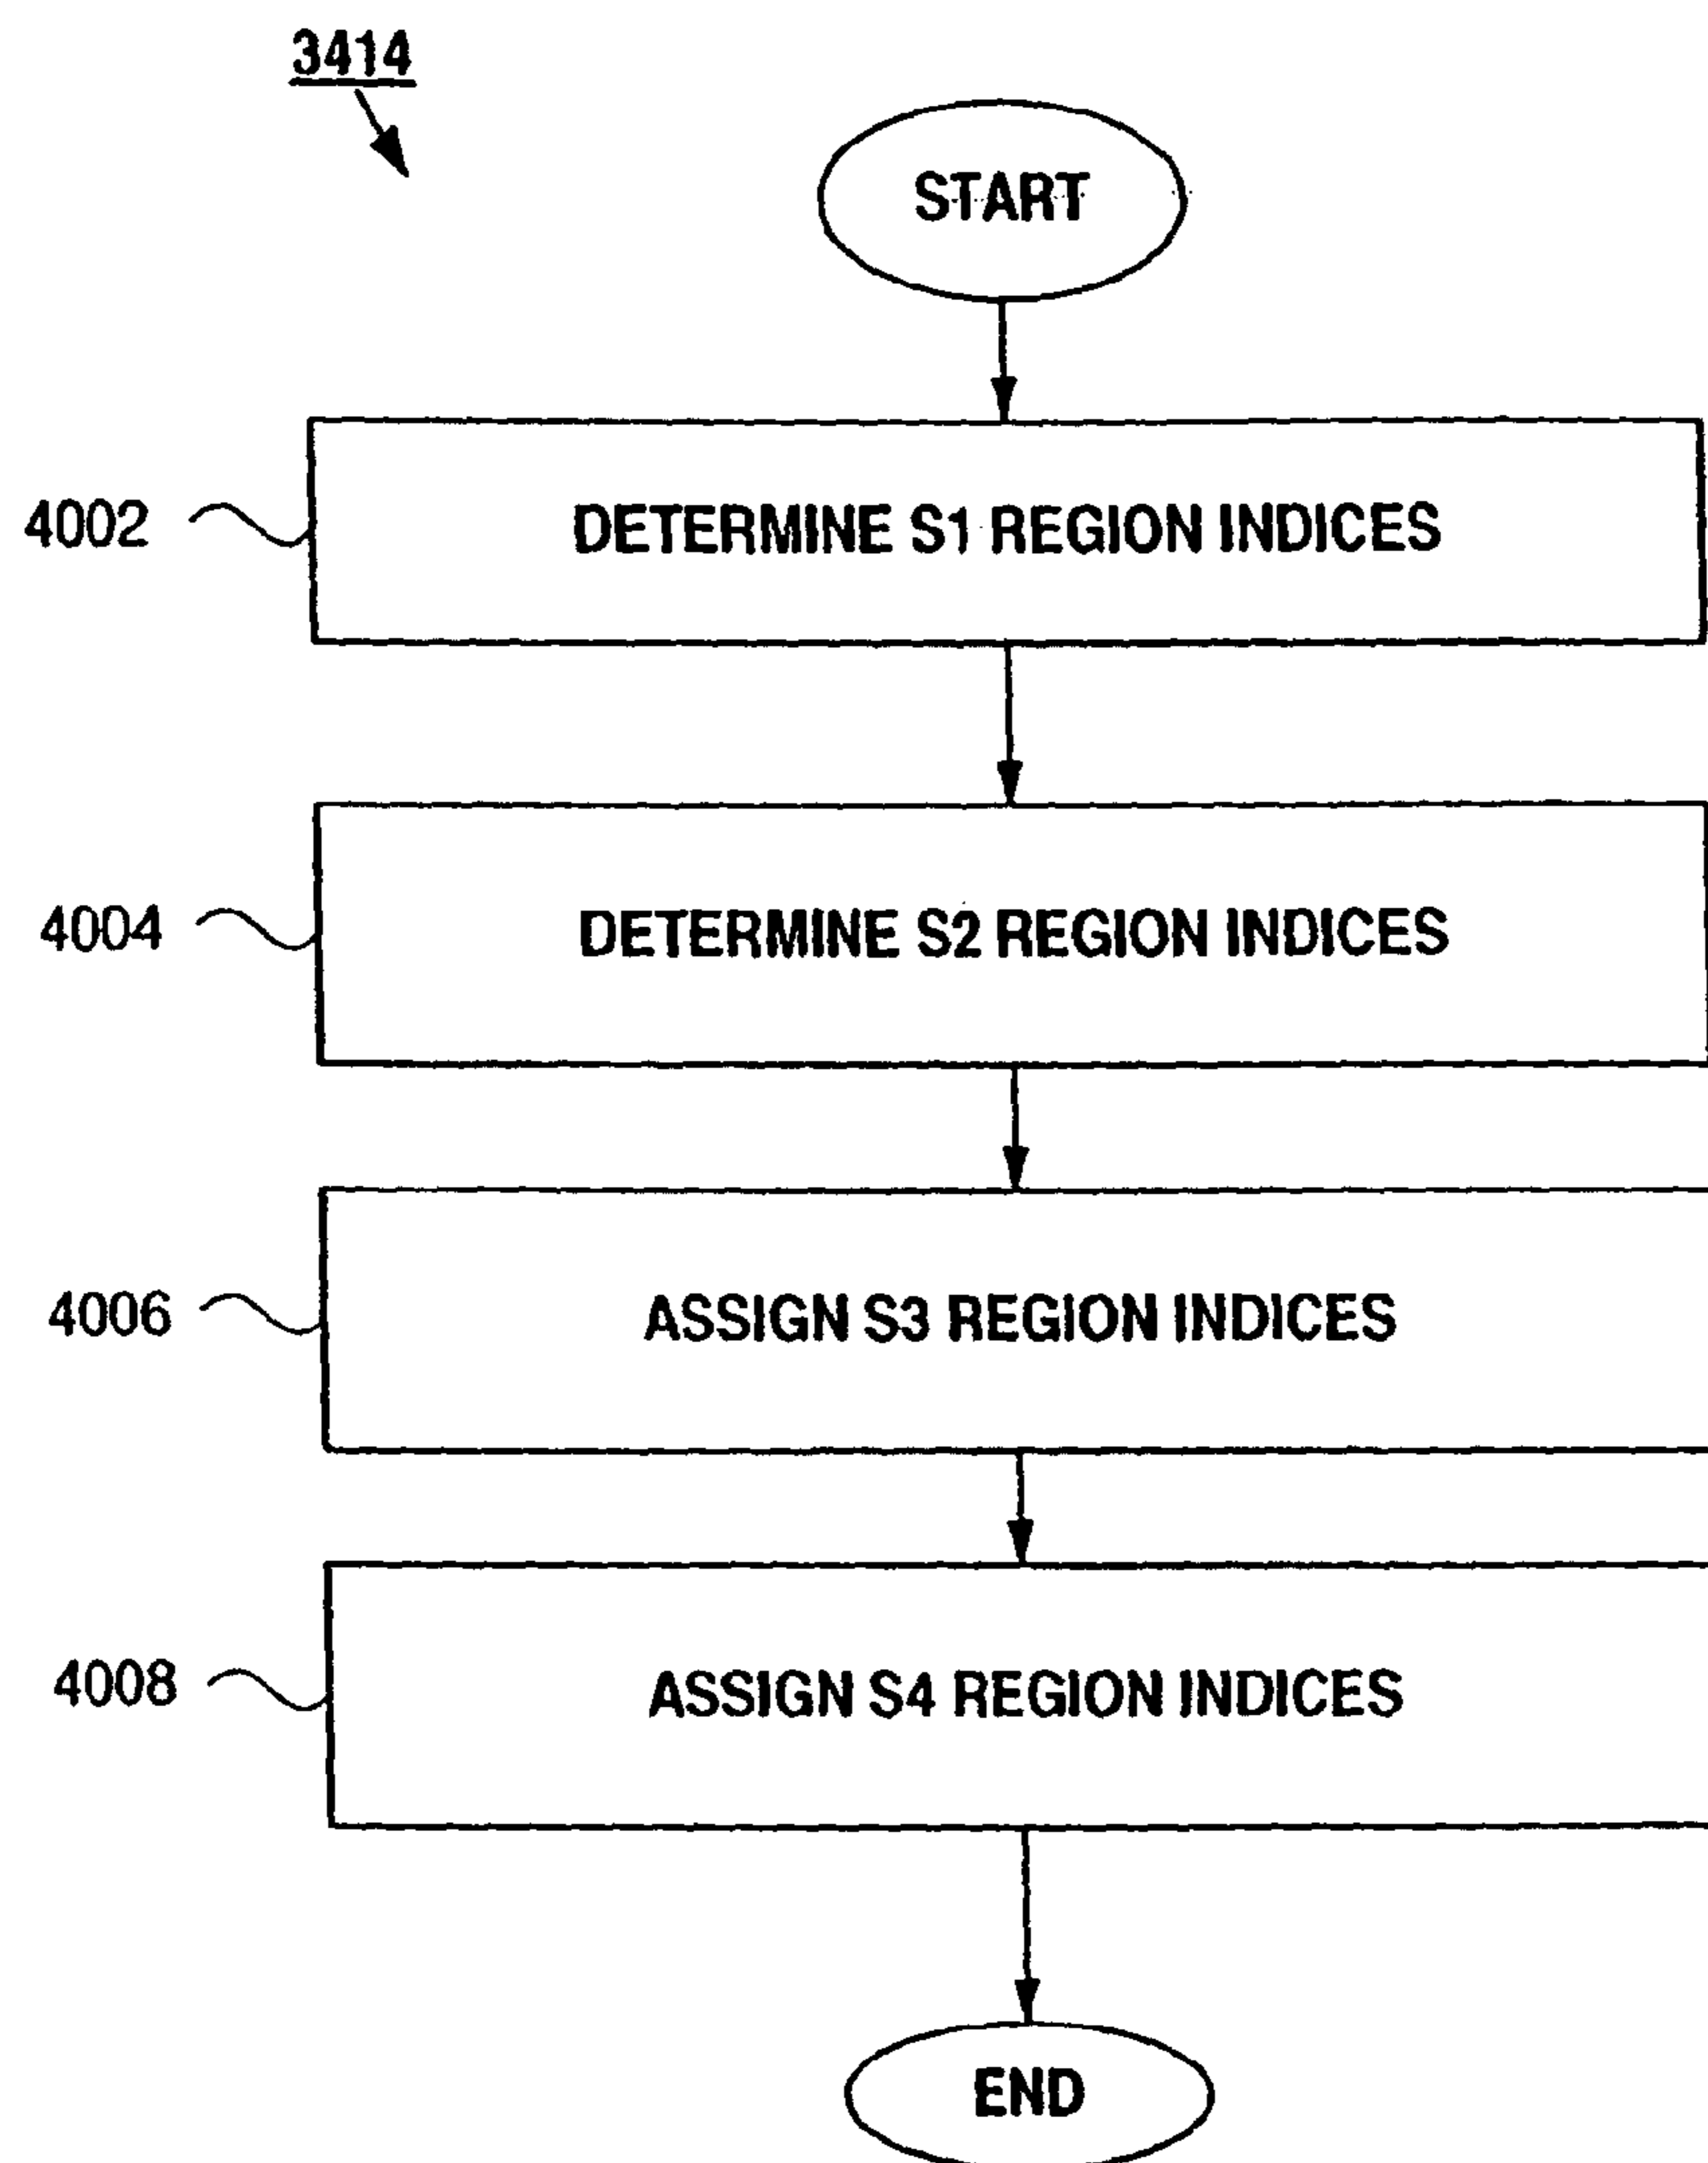 3414
START
4002
DETERMINE S1 REGION INDICES
4004
DETERMINE S2 REGION INDICES
4006
ASSIGN S3 REGION INDICES
4008
ASSIGN S4 REGION INDICES
END